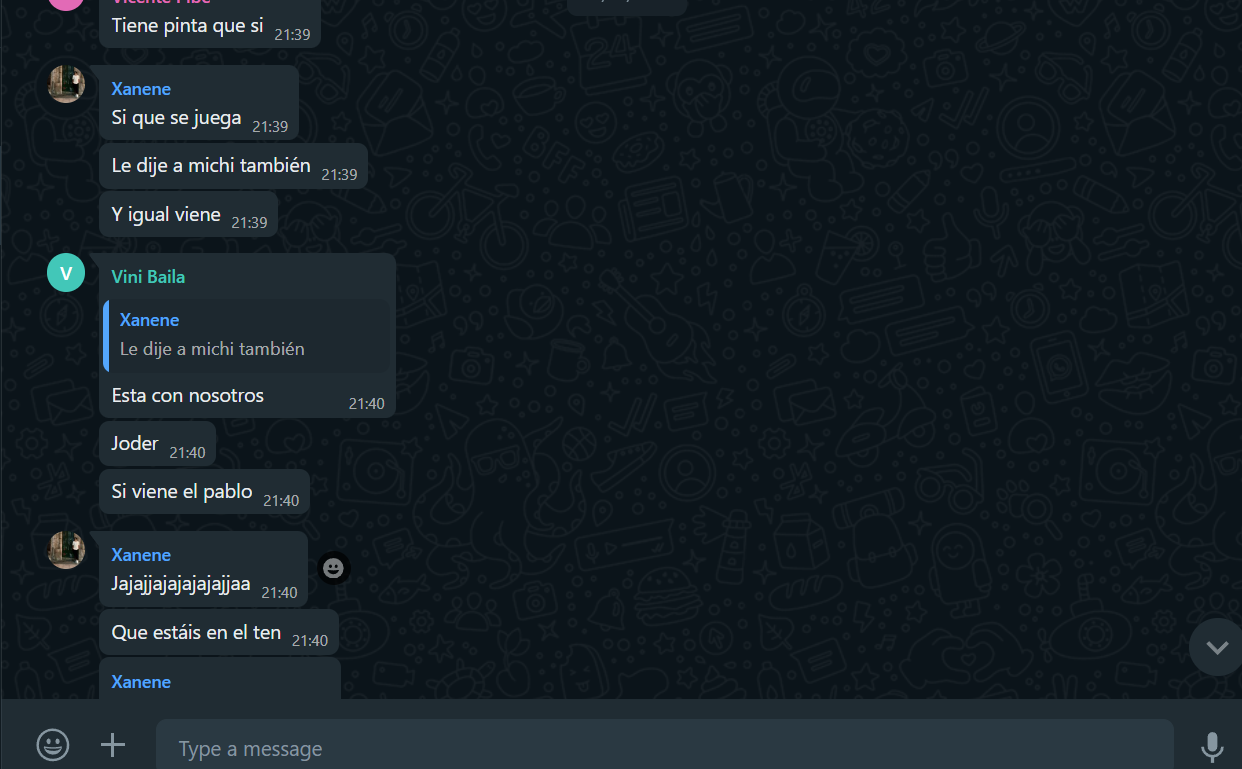 Vicente Pibe
Tiene pinta que si 21:39
Xanene
Si que se juega 21:39
Le dije a michi también 21:39
Y igual viene 21:39
V Vini Baila
Xanene
Le dije a michi también
Esta con nosotros 21:40
Joder 21:40
Si viene el pablo 21:40
Xanene
Jajajjajajajajajjaa 21:40
Que estáis en el ten 21:40
Xanene
Type a message